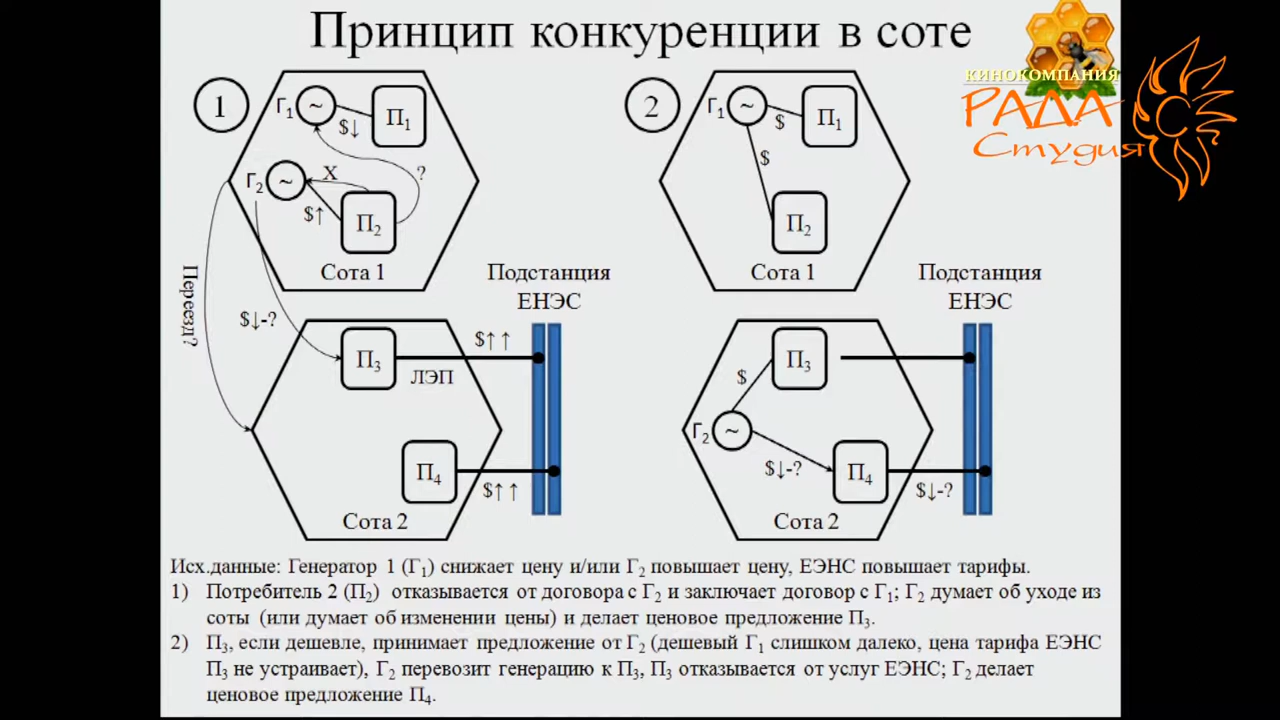 Принцип конкуренции в соте
КИНОКОМПАНИЯ
РАДА
Студия
1
Г1
~
$↓
П1
Г2
~
X
?
$↑
П2
Сота 1
Переезд?
$↓-?
Подстанция
ЕНЭС
П3
$↑↑
ЛЭП
П4
$↑↑
Сота 2
2
Г1
~
$
П1
$
П2
Сота 1
Подстанция
ЕНЭС
П3
$
Г2
~
$↓-?
П4
$↓-?
Сота 2
Исх.данные: Генератор 1 (Г1) снижает цену и/или Г2 повышает цену, ЕЭНС повышает тарифы.
1) Потребитель 2 (П2) отказывается от договора с Г2 и заключает договор с Г1; Г2 думает об уходе из
соты (или думает об изменении цены) и делает ценовое предложение П3.
2) П3, если дешевле, принимает предложение от Г2 (дешевый Г1 слишком далеко, цена тарифа ЕЭНС
П3 не устраивает), Г2 перевозит генерацию к П3, П3 отказывается от услуг ЕЭНС; Г2 делает
ценовое предложение П4.